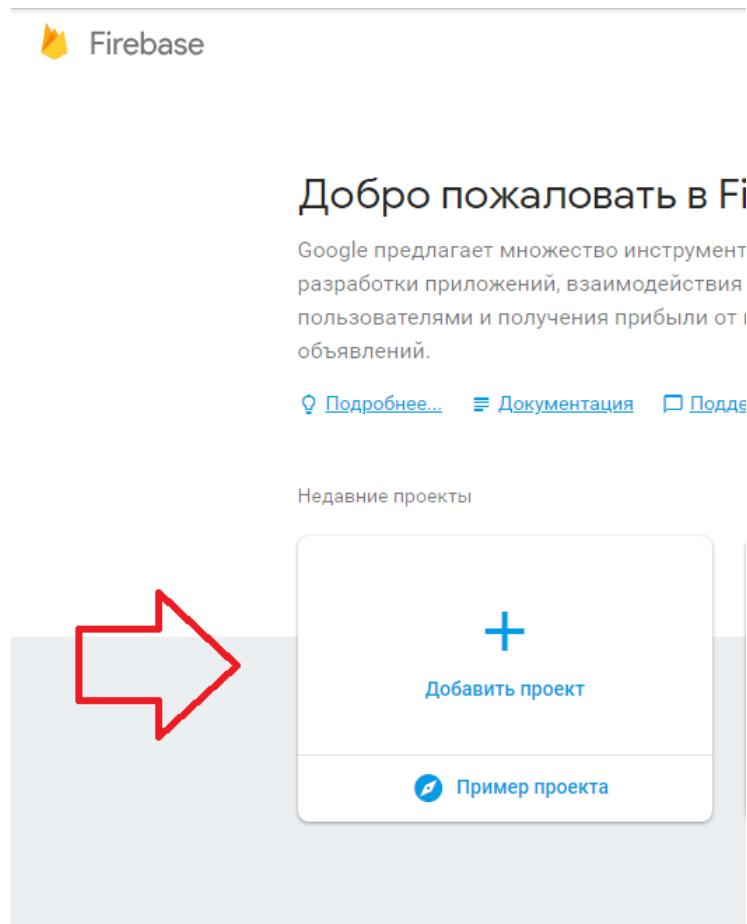 Firebase
Добро пожаловать в Fi
Google предлагает множество инструмент
разработки приложений, взаимодействия
пользователями и получения прибыли от
объявлений.
Подробнее... Документация Подде
Недавние проекты
Добавить проект
Пример проекта